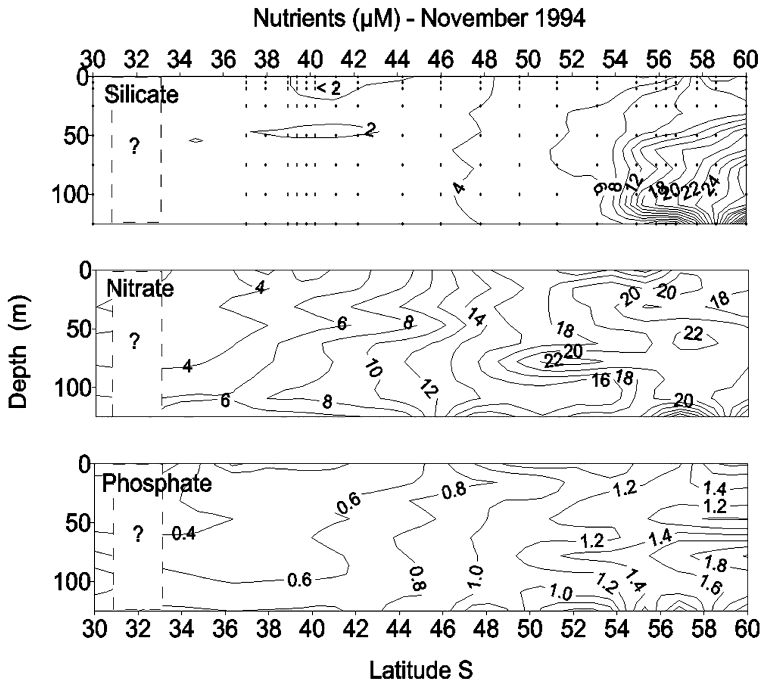 Nutrients (µM) - November 1994
30 32 34 36 38 40 42 44 46 48 50 52 54 56 58 60
0 Silicate < 2
50 ? 2
100 4 6 8 12 18 20 22 24
0 Nitrate 4 20 20 18
50 ? 6 8 14 18 22
4 10 12 22 20
100 6 8 16 18 20
Depth (m)
0 Phosphate 0.6 0.8 1.2 1.4
1.2
50 ? 0.4 1.2 1.4
100 0.6 0.8 1.0 1.2 1.4 1.8
1.0 1.6
30 32 34 36 38 40 42 44 46 48 50 52 54 56 58 60
Latitude S